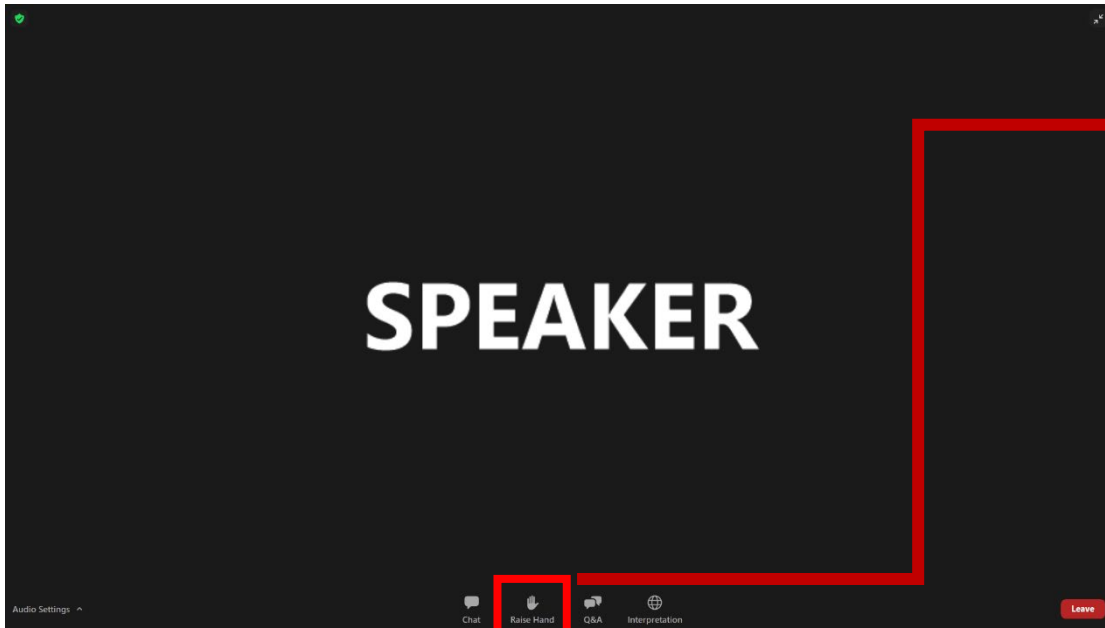 SPEAKER
Audio Settings
Chat
Raise Hand
Q&A
Interpretation
Leave